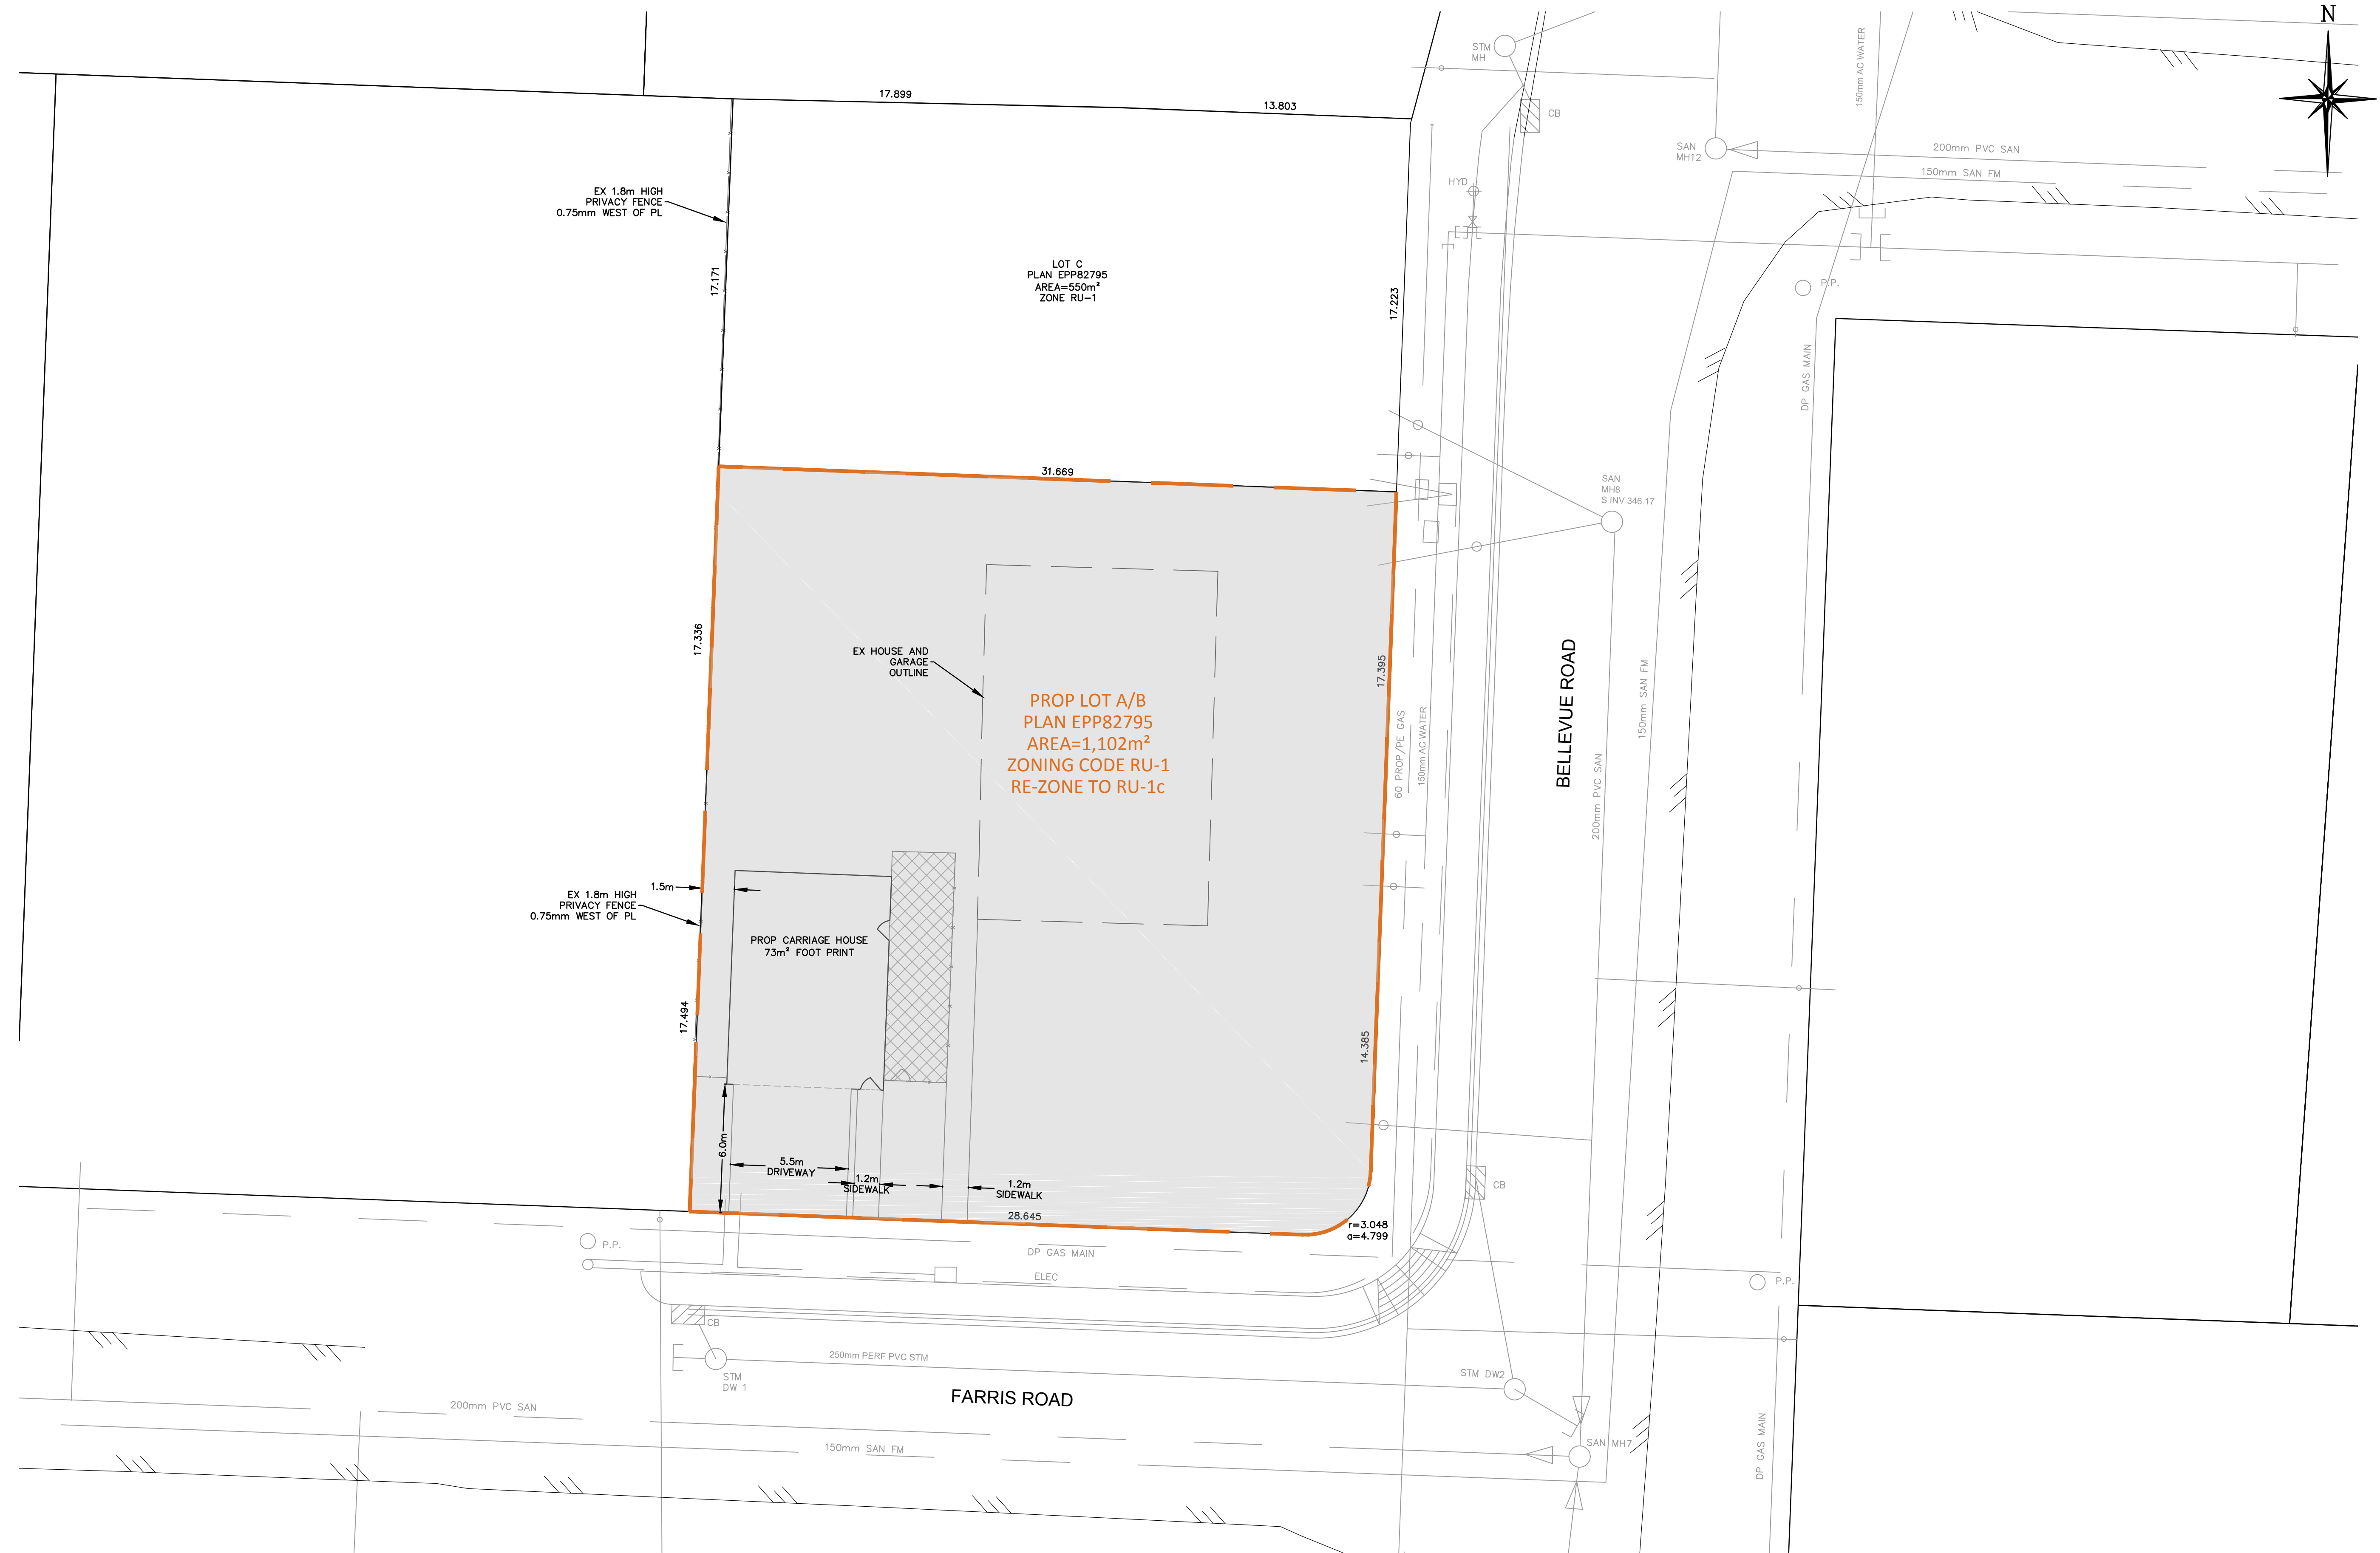 N
STM
MH
17.899
13.803
CB
150mm AC WATER
SAN
MH12
200mm PVC SAN
150mm SAN FM
HYD
EX 1.8m HIGH
PRIVACY FENCE
0.75mm WEST OF PL
17.171
LOT C
PLAN EPP82795
AREA=550m²
ZONE RU-1
17.223
P.P.
DP GAS MAIN
31.669
SAN
MH8
S INV 346.17
17.336
EX HOUSE AND
GARAGE
OUTLINE
PROP LOT A/B
PLAN EPP82795
AREA=1,102m²
ZONING CODE RU-1
RE-ZONE TO RU-1c
17.395
60 PROP/PE GAS
150mm AC WATER
BELLEVUE ROAD
200mm PVC SAN
150mm SAN FM
1.5m
EX 1.8m HIGH
PRIVACY FENCE
0.75mm WEST OF PL
PROP CARRIAGE HOUSE
73m² FOOT PRINT
17.494
14.385
6.0m
5.5m
DRIVEWAY
1.2m
SIDEWALK
1.2m
SIDEWALK
28.645
r=3.048
a=4.799
CB
P.P.
DP GAS MAIN
ELEC
P.P.
CB
STM
DW 1
250mm PERF PVC STM
STM DW2
FARRIS ROAD
200mm PVC SAN
150mm SAN FM
SAN MH7
DP GAS MAIN